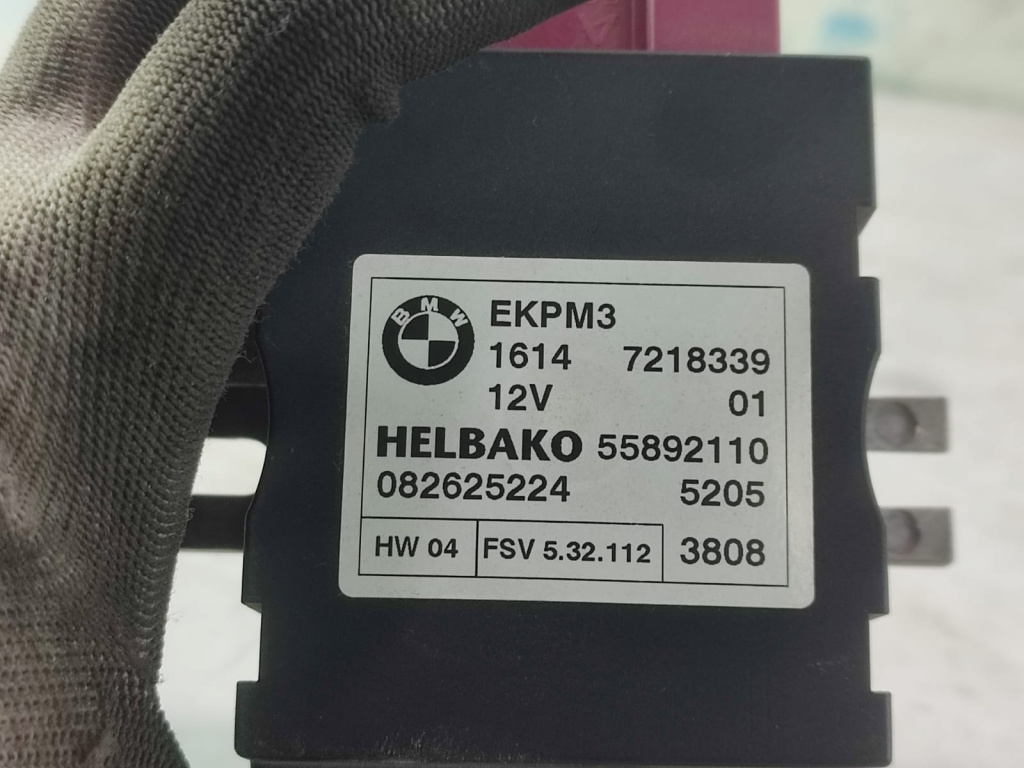 BMW EKPM3
1614 7218339
12V 01
HELBAKO 55892110
082625224 5205
HW 04 FSV 5.32.112 3808